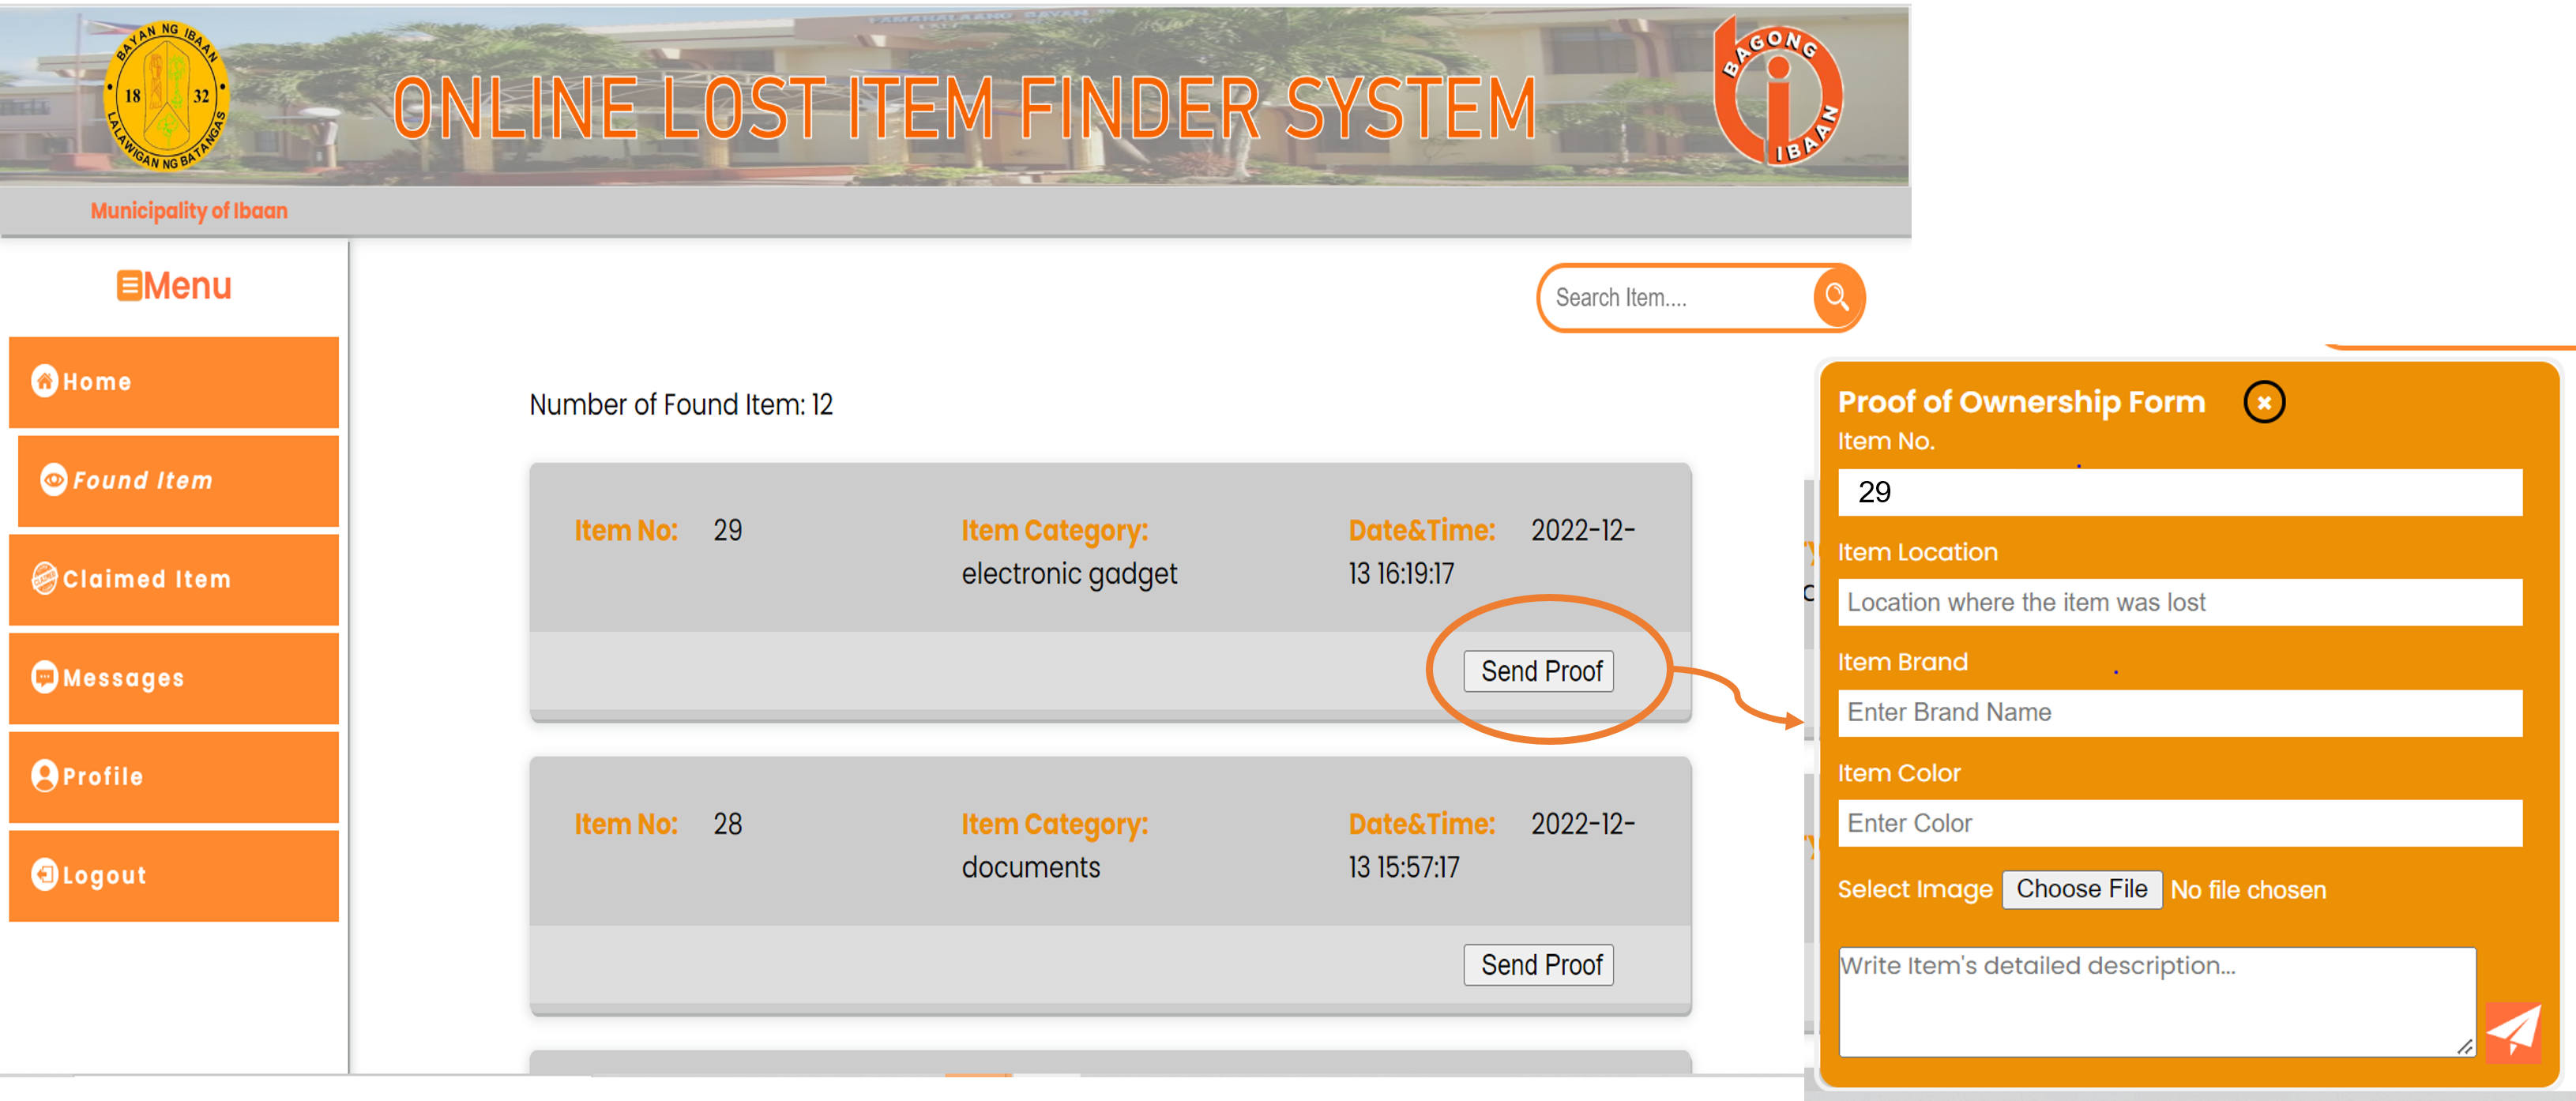 BAYAN NG IBAAN
18 32
LALAWIGAN NG BATANGAS
PAMAHALAANG BAYAN
ONLINE LOST ITEM FINDER SYSTEM
BAGONG
IBAAN
Municipality of Ibaan
Menu
Search Item....
Home
Found Item
Claimed Item
Messages
Profile
Logout
Number of Found Item: 12
Item No: 29
Item Category:
electronic gadget
Date&Time: 2022-12-
13 16:19:17
Send Proof
Item No: 28
Item Category:
documents
Date&Time: 2022-12-
13 15:57:17
Send Proof
Proof of Ownership Form
Item No.
29
Item Location
Location where the item was lost
Item Brand
Enter Brand Name
Item Color
Enter Color
Select Image Choose File No file chosen
Write Item's detailed description...